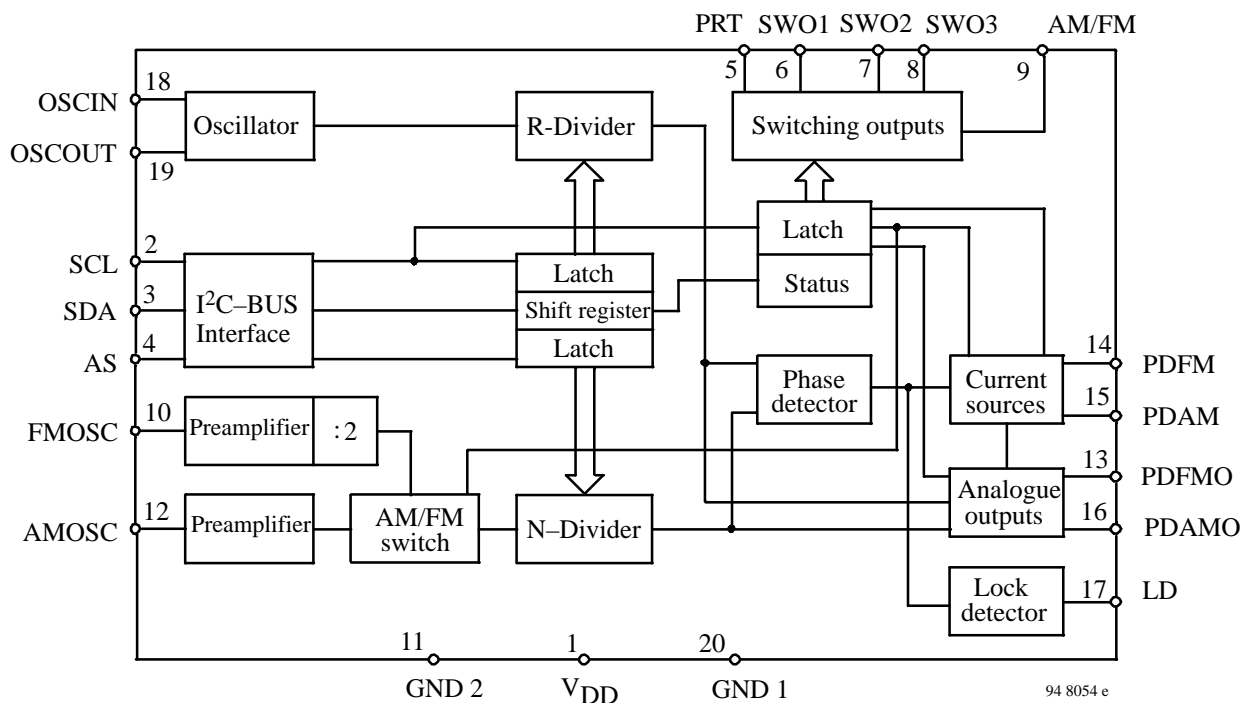 PRT SWO1 SWO2 SWO3 AM/FM
5 6 7 8 9
18
OSCIN
Oscillator
R-Divider
Switching outputs
OSCOUT
19
2
SCL
Latch
Latch
3
SDA
I²C–BUS
Interface
Shift register
Status
4
AS
Latch
14
PDFM
Phase
detector
Current
sources
15
PDAM
10
FMOSC
Preamplifier
:2
13
PDFMO
Analogue
outputs
12
AMOSC
Preamplifier
AM/FM
switch
N–Divider
16
PDAMO
Lock
detector
17
LD
11 1 20
GND 2 VDD GND 1
94 8054 e